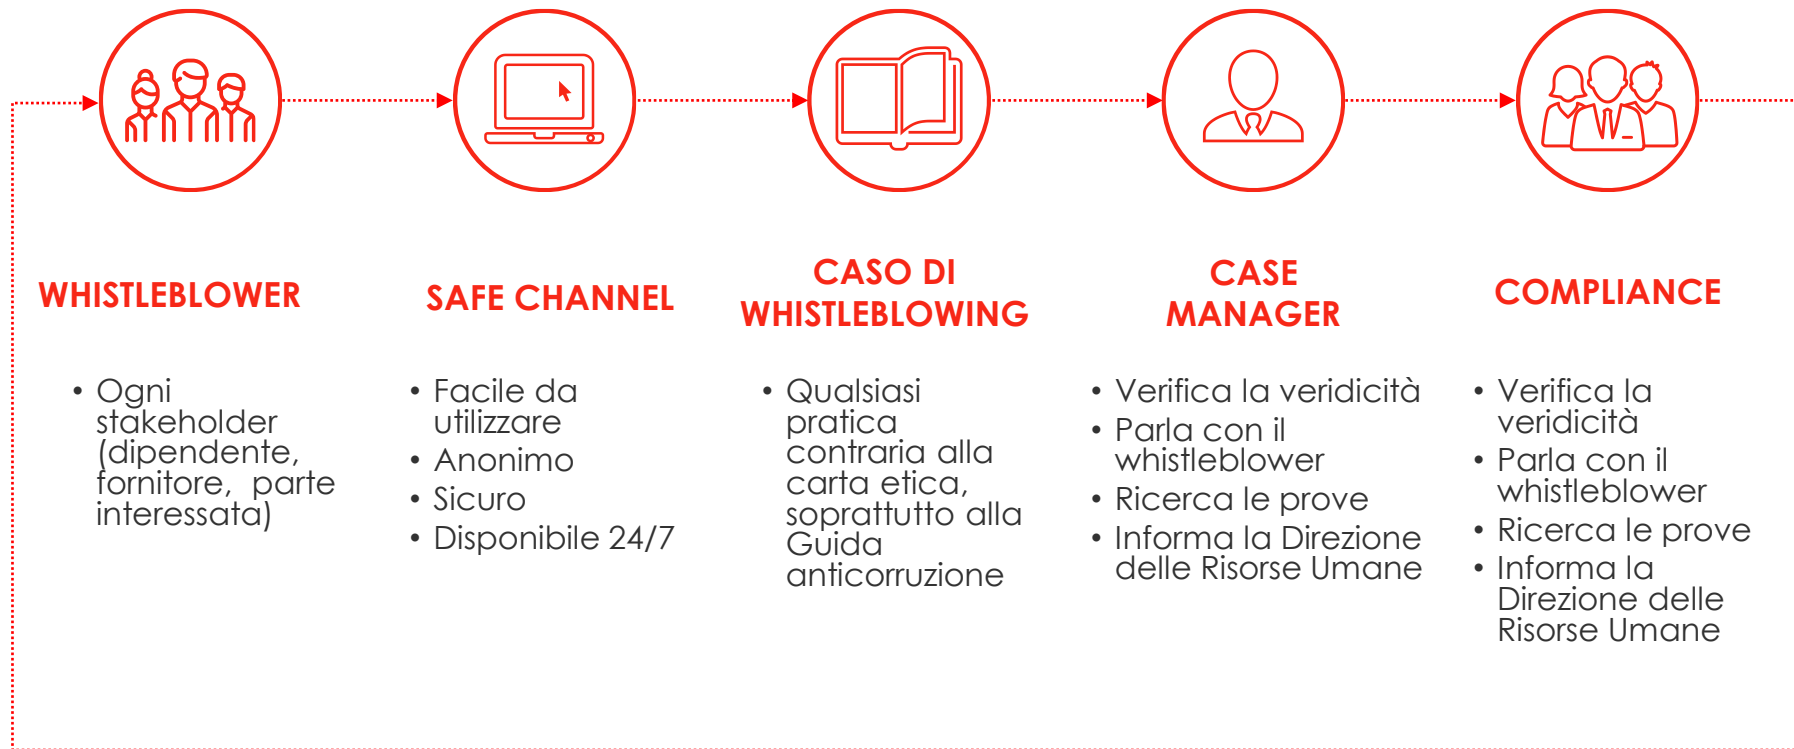 WHISTLEBLOWER
• Ogni
stakeholder
(dipendente,
fornitore, parte
interessata)
SAFE CHANNEL
• Facile da
utilizzare
• Anonimo
• Sicuro
• Disponibile 24/7
CASO DI
WHISTLEBLOWING
• Qualsiasi
pratica
contraria alla
carta etica,
soprattutto alla
Guida
anticorruzione
CASE
MANAGER
• Verifica la veridicità
• Parla con il
whistleblower
• Ricerca le prove
• Informa la Direzione
delle Risorse Umane
COMPLIANCE
• Verifica la
veridicità
• Parla con il
whistleblower
• Ricerca le prove
• Informa la
Direzione delle
Risorse Umane